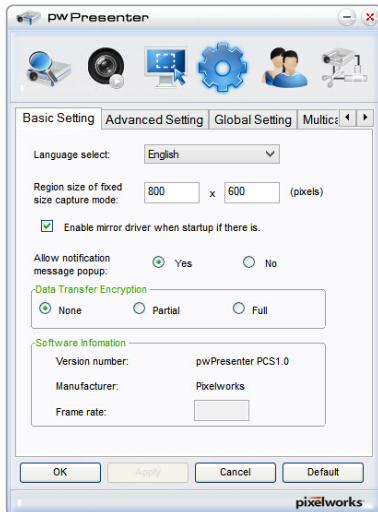 pwPresenter
Basic Setting Advanced Setting Global Setting Multica
Language select: English
Region size of fixed size capture mode: 800 x 600 (pixels)
Enable mirror driver when startup if there is.
Allow notification message popup: Yes No
Data Transfer Encryption
None Partial Full
Software Infomation
Version number: pwPresenter PCS1.0
Manufacturer: Pixelworks
Frame rate:
OK Apply Cancel Default
pixelworks